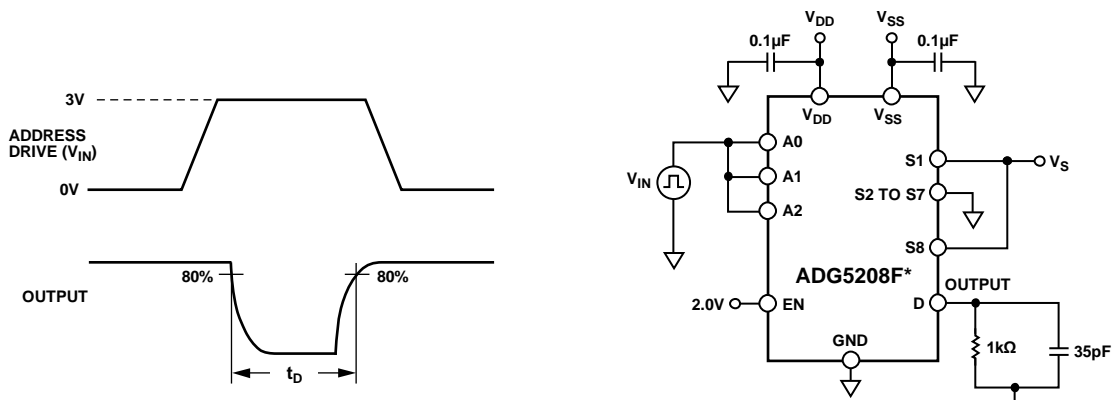 3V
ADDRESS
DRIVE (VIN)
0V
80%
80%
OUTPUT
tD
VDD
VSS
0.1µF
0.1µF
VDD
VSS
A0
A1
A2
VIN
S1
VS
S2 TO S7
S8
ADG5208F*
OUTPUT
2.0V
EN
D
GND
1kΩ
35pF